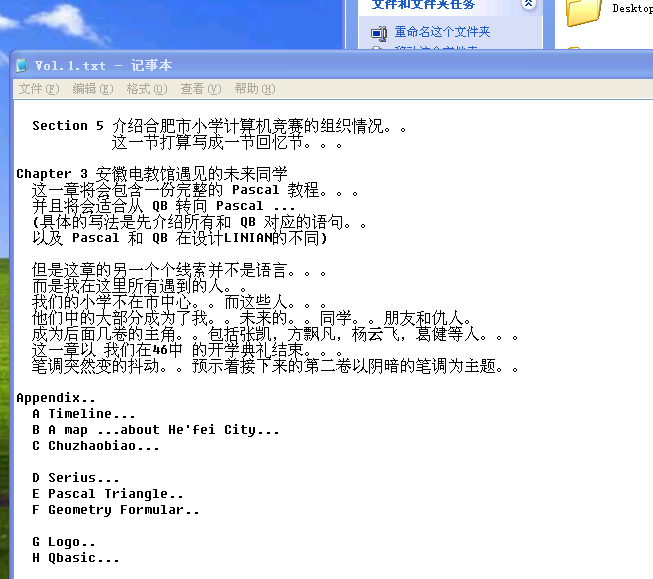 文件和文件夹任务
重命名这个文件夹
移动这个文件夹
Desktop
Vol.1.txt - 记事本
文件(F) 编辑(E) 格式(O) 查看(V) 帮助(H)
Section 5 介绍合肥市小学计算机竞赛的组织情况。。
这一节打算写成一节回忆节。。。
Chapter 3 安徽电教馆遇见的未来同学
这一章将会包含一份完整的 Pascal 教程。。。
并且将会适合从 QB 转向 Pascal ...
(具体的写法是先介绍所有和 QB 对应的语句。。
以及 Pascal 和 QB 在设计LINIAN的不同)
但是这章的另一个个线索并不是语言。。。
而是我在这里所有遇到的人。。
我们的小学不在市中心。。而这些人。。。
他们中的大部分成为了我。。未来的。。同学。。朋友和仇人。
成为后面几卷的主角。。包括张凯，方飘凡，杨云飞，葛健等人。。。
这一章以 我们在46中 的开学典礼结束。。。
笔调突然变的抖动。。预示着接下来的第二卷以阴暗的笔调为主题。。
Appendix..
A Timeline...
B A map ...about He'fei City...
C Chuzhaobiao...
D Serius...
E Pascal Triangle..
F Geometry Formular..
G Logo..
H Qbasic...